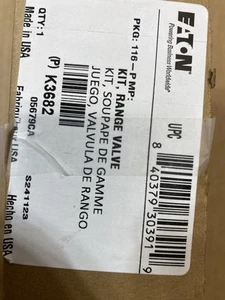 EATON
Powering Business Worldwide
PKG: 116-PMP:
KIT, RANGE VALVE
KIT, SOUPAPE DE GAMME
JUEGO, VALVULA DE RANGO
QTY: 1
Made in USA
(P) K3682
05679CA
S241123
Hecho en USA
UPC
8 40379 30391 9